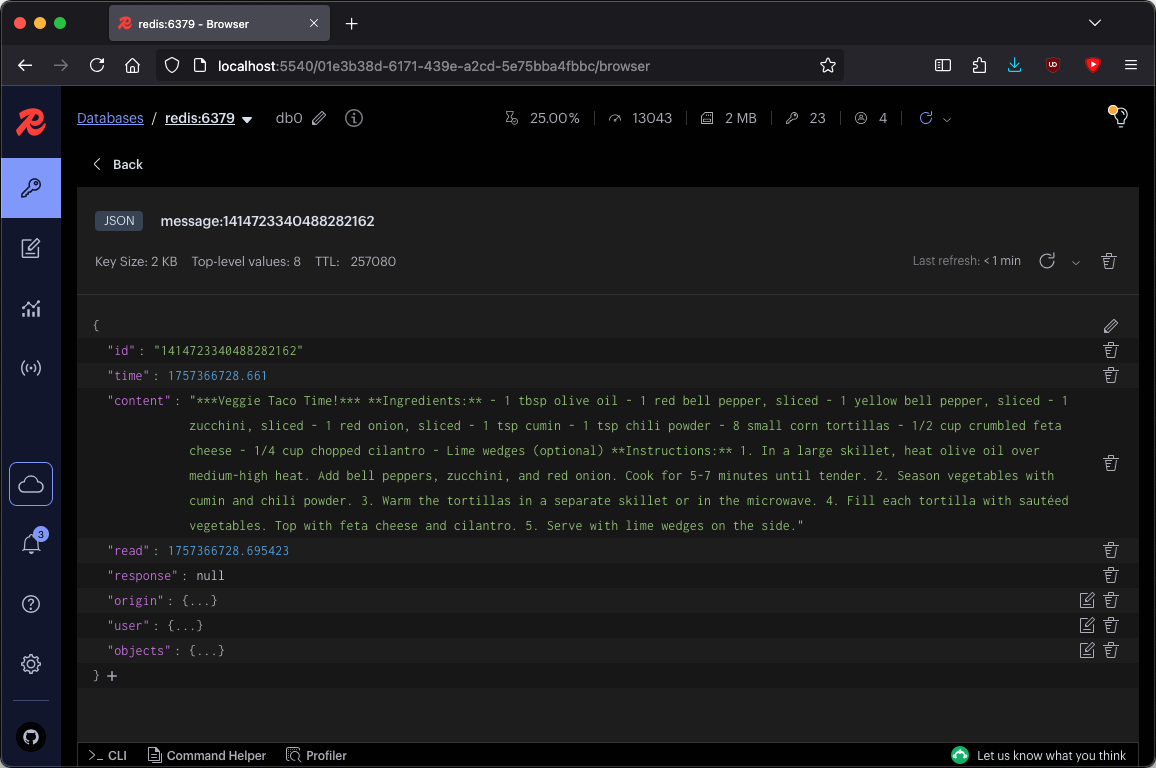 redis:6379 - Browser
localhost:5540/01e3b38d-6171-439e-a2cd-5e75bba4fbbc/browser
Databases / redis:6379 db0 25.00% 13043 2 MB 23 4
Back
JSON message:1414723340488282162
Key Size: 2 KB Top-level values: 8 TTL: 257080 Last refresh: < 1 min
{
"id": "1414723340488282162"
"time": 1757366728.661
"content": "***Veggie Taco Time!*** **Ingredients:** - 1 tbsp olive oil - 1 red bell pepper, sliced - 1 yellow bell pepper, sliced - 1
zucchini, sliced - 1 red onion, sliced - 1 tsp cumin - 1 tsp chili powder - 8 small corn tortillas - 1/2 cup crumbled feta
cheese - 1/4 cup chopped cilantro - Lime wedges (optional) **Instructions:** 1. In a large skillet, heat olive oil over
medium-high heat. Add bell peppers, zucchini, and red onion. Cook for 5-7 minutes until tender. 2. Season vegetables with
cumin and chili powder. 3. Warm the tortillas in a separate skillet or in the microwave. 4. Fill each tortilla with sautéed
vegetables. Top with feta cheese and cilantro. 5. Serve with lime wedges on the side."
"read": 1757366728.695423
"response": null
"origin": {...}
"user": {...}
"objects": {...}
} +
3
>_ CLI Command Helper Profiler Let us know what you think